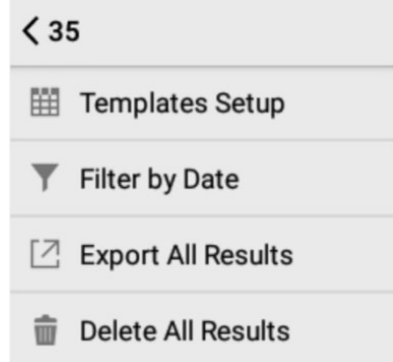 35
Templates Setup
Filter by Date
Export All Results
Delete All Results